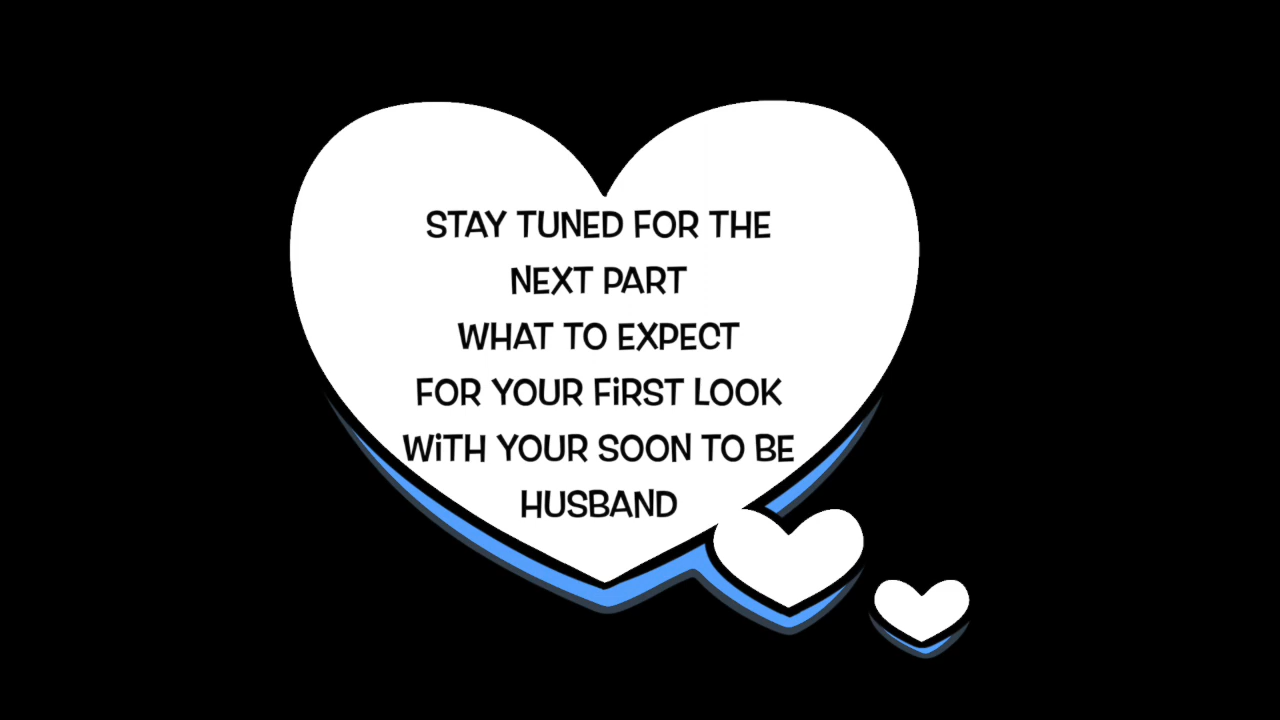 STAY TUNED FOR THE
NEXT PART
WHAT TO EXPECT
FOR YOUR FiRST LOOK
WiTH YOUR SOON TO BE
HUSBAND